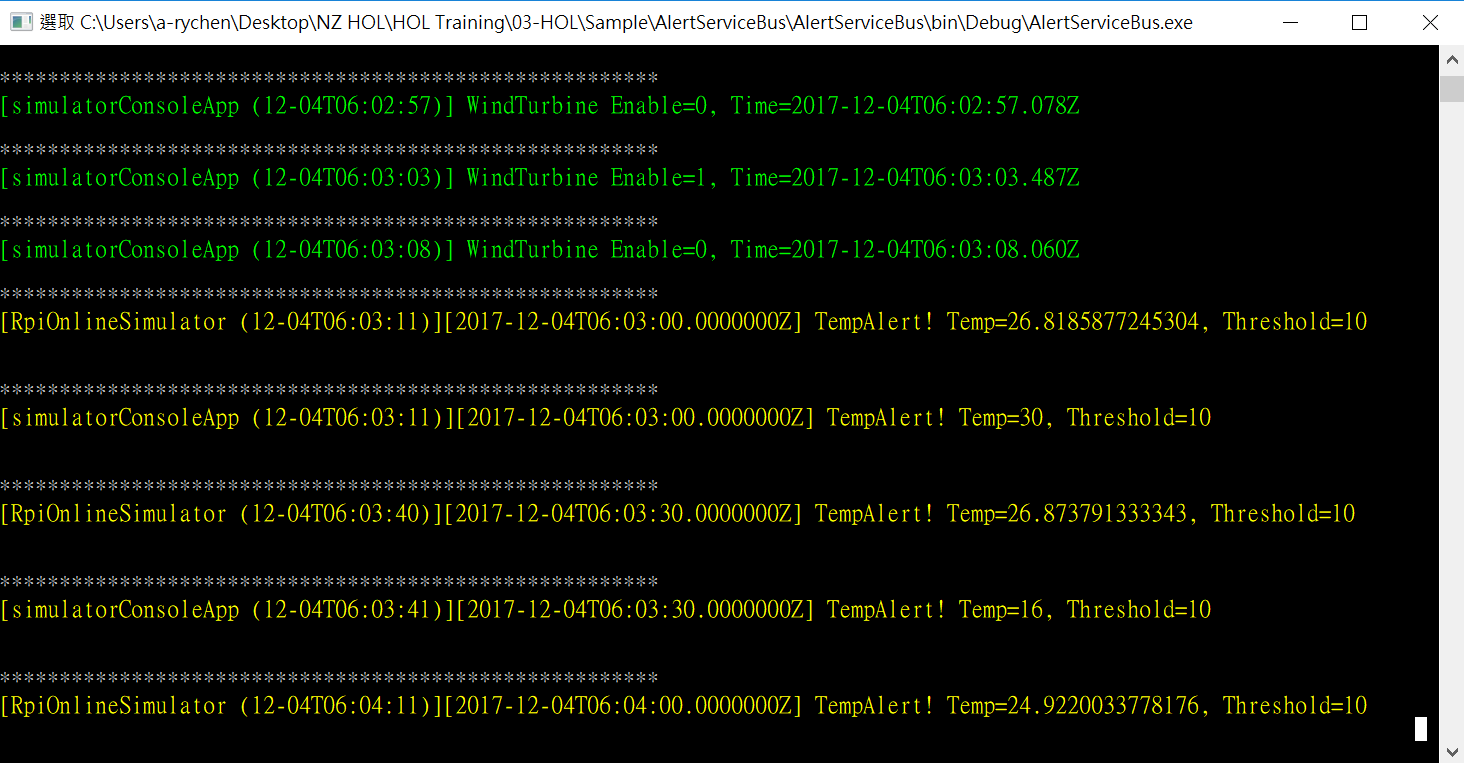 選取 C:\Users\a-rychen\Desktop\NZ HOL\HOL Training\03-HOL\Sample\AlertServiceBus\AlertServiceBus\bin\Debug\AlertServiceBus.exe
*******************************************************
[simulatorConsoleApp (12-04T06:02:57)] WindTurbine Enable=0, Time=2017-12-04T06:02:57.078Z
*******************************************************
[simulatorConsoleApp (12-04T06:03:03)] WindTurbine Enable=1, Time=2017-12-04T06:03:03.487Z
*******************************************************
[simulatorConsoleApp (12-04T06:03:08)] WindTurbine Enable=0, Time=2017-12-04T06:03:08.060Z
*******************************************************
[RpiOnlineSimulator (12-04T06:03:11)][2017-12-04T06:03:00.0000000Z] TempAlert! Temp=26.8185877245304, Threshold=10
*******************************************************
[simulatorConsoleApp (12-04T06:03:11)][2017-12-04T06:03:00.0000000Z] TempAlert! Temp=30, Threshold=10
*******************************************************
[RpiOnlineSimulator (12-04T06:03:40)][2017-12-04T06:03:30.0000000Z] TempAlert! Temp=26.873791333343, Threshold=10
*******************************************************
[simulatorConsoleApp (12-04T06:03:41)][2017-12-04T06:03:30.0000000Z] TempAlert! Temp=16, Threshold=10
*******************************************************
[RpiOnlineSimulator (12-04T06:04:11)][2017-12-04T06:04:00.0000000Z] TempAlert! Temp=24.9220033778176, Threshold=10